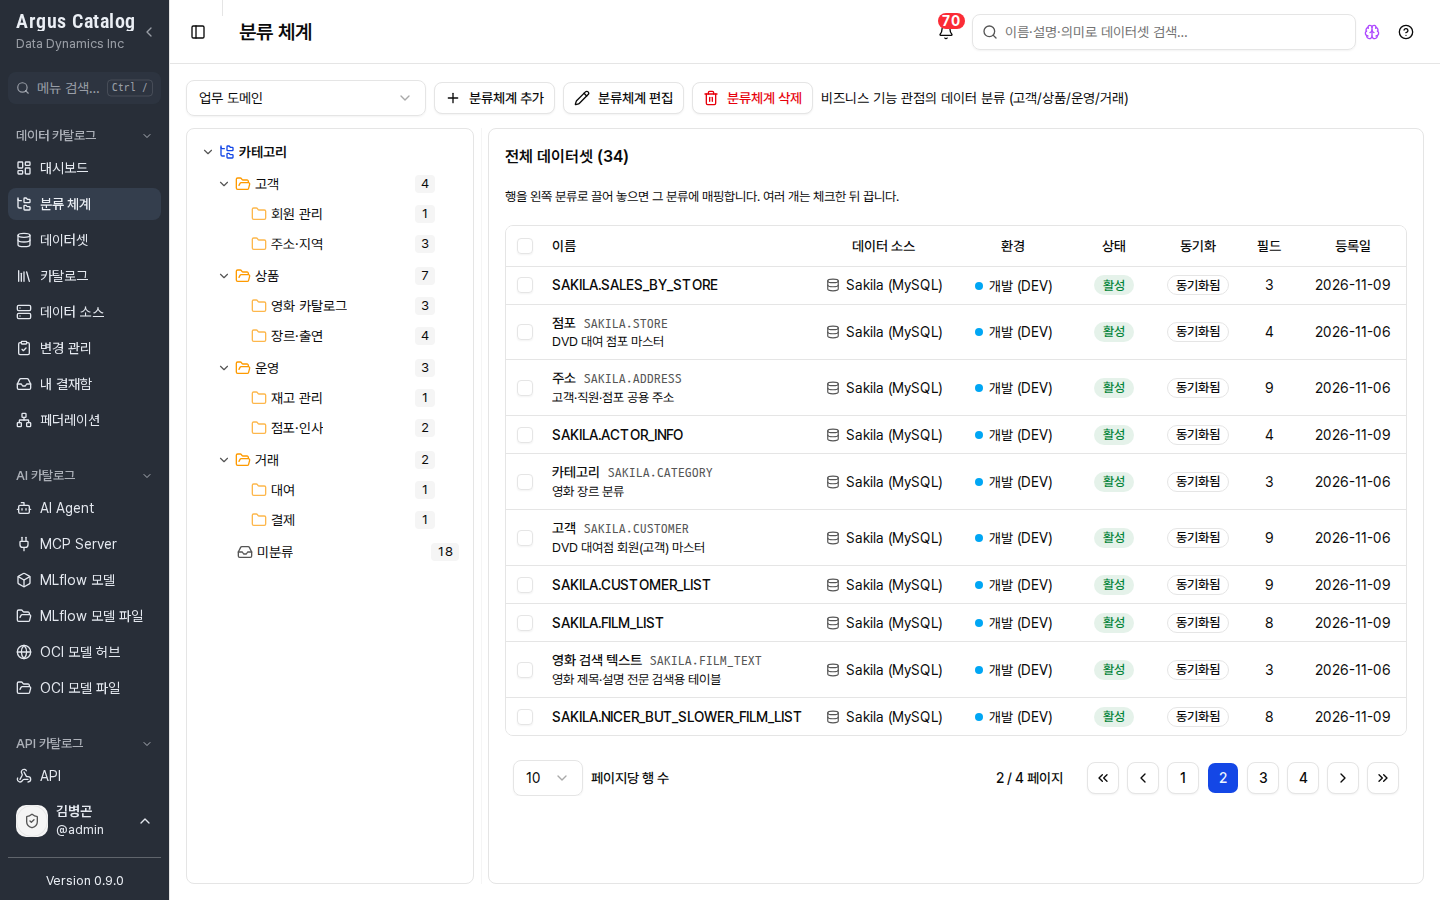 Argus Catalog
Data Dynamics Inc
메뉴 검색... Ctrl /
데이터 카탈로그
대시보드
분류 체계
데이터셋
카탈로그
데이터 소스
변경 관리
내 결재함
페더레이션
AI 카탈로그
AI Agent
MCP Server
MLflow 모델
MLflow 모델 파일
OCI 모델 허브
OCI 모델 파일
API 카탈로그
API
김병곤
@admin
Version 0.9.0
분류 체계
70
이름·설명·의미로 데이터셋 검색...
업무 도메인
분류체계 추가
분류체계 편집
분류체계 삭제
비즈니스 기능 관점의 데이터 분류 (고객/상품/운영/거래)
카테고리
고객 4
회원 관리 1
주소·지역 3
상품 7
영화 카탈로그 3
장르·출연 4
운영 3
재고 관리 1
점포·인사 2
거래 2
대여 1
결제 1
미분류 18
전체 데이터셋 (34)
행을 왼쪽 분류로 끌어 놓으면 그 분류에 매핑합니다. 여러 개는 체크한 뒤 끕니다.
이름 데이터 소스 환경 상태 동기화 필드 등록일
SAKILA.SALES_BY_STORE Sakila (MySQL) 개발 (DEV) 활성 동기화됨 3 2026-11-09
점포 SAKILA.STORE Sakila (MySQL) 개발 (DEV) 활성 동기화됨 4 2026-11-06
DVD 대여 점포 마스터
주소 SAKILA.ADDRESS Sakila (MySQL) 개발 (DEV) 활성 동기화됨 9 2026-11-06
고객·직원·점포 공용 주소
SAKILA.ACTOR_INFO Sakila (MySQL) 개발 (DEV) 활성 동기화됨 4 2026-11-09
카테고리 SAKILA.CATEGORY Sakila (MySQL) 개발 (DEV) 활성 동기화됨 3 2026-11-06
영화 장르 분류
고객 SAKILA.CUSTOMER Sakila (MySQL) 개발 (DEV) 활성 동기화됨 9 2026-11-06
DVD 대여점 회원(고객) 마스터
SAKILA.CUSTOMER_LIST Sakila (MySQL) 개발 (DEV) 활성 동기화됨 9 2026-11-09
SAKILA.FILM_LIST Sakila (MySQL) 개발 (DEV) 활성 동기화됨 8 2026-11-09
영화 검색 텍스트 SAKILA.FILM_TEXT Sakila (MySQL) 개발 (DEV) 활성 동기화됨 3 2026-11-06
영화 제목·설명 전문 검색용 테이블
SAKILA.NICER_BUT_SLOWER_FILM_LIST Sakila (MySQL) 개발 (DEV) 활성 동기화됨 8 2026-11-09
10 페이지당 행 수 2 / 4 페이지 1 2 3 4